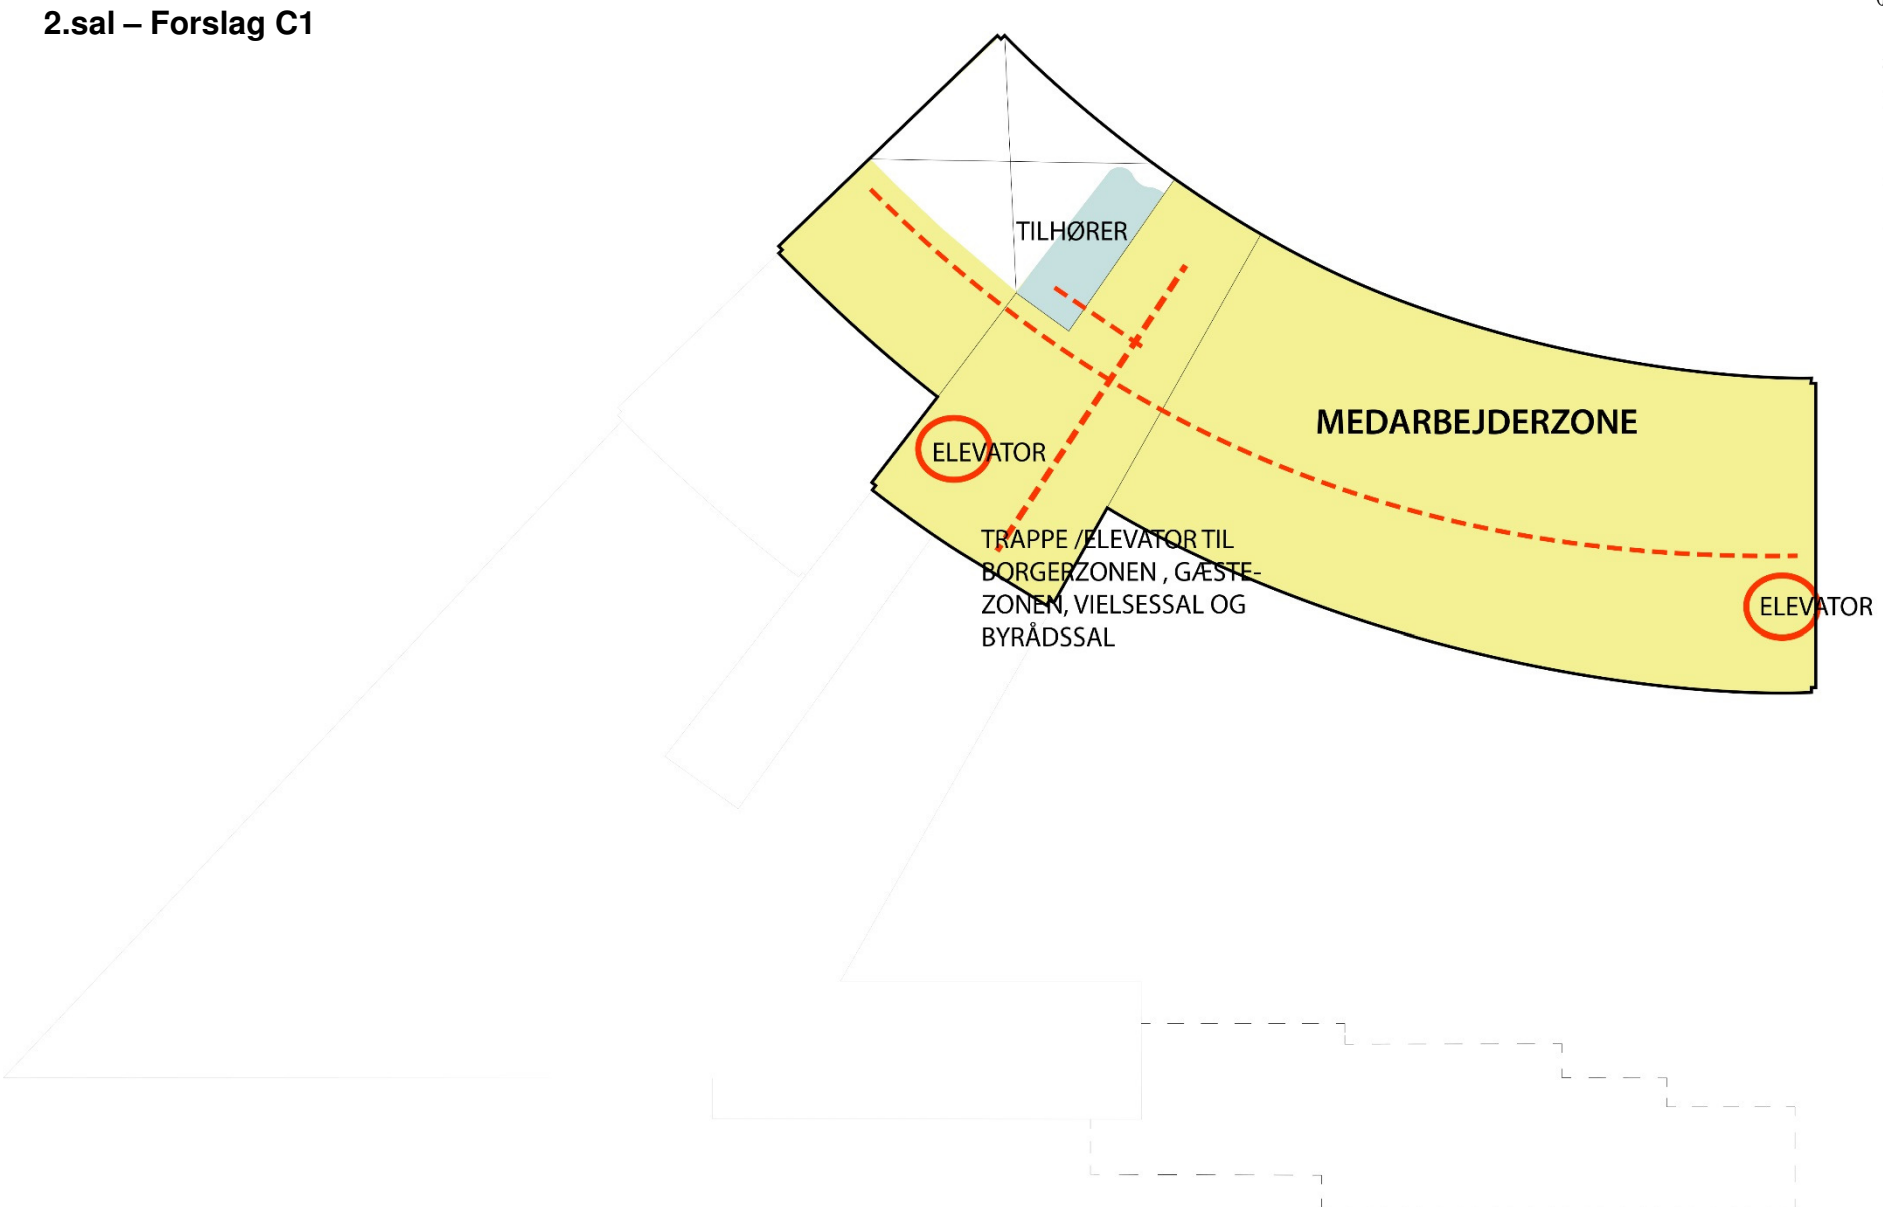 2.sal – Forslag C1
TILHØRER
MEDARBEJDERZONE
ELEVATOR
TRAPPE /ELEVATOR TIL
BORGERZONEN , GÆSTE-
ZONEN, VIELSESSAL OG
BYRÅDSSAL
ELEVATOR